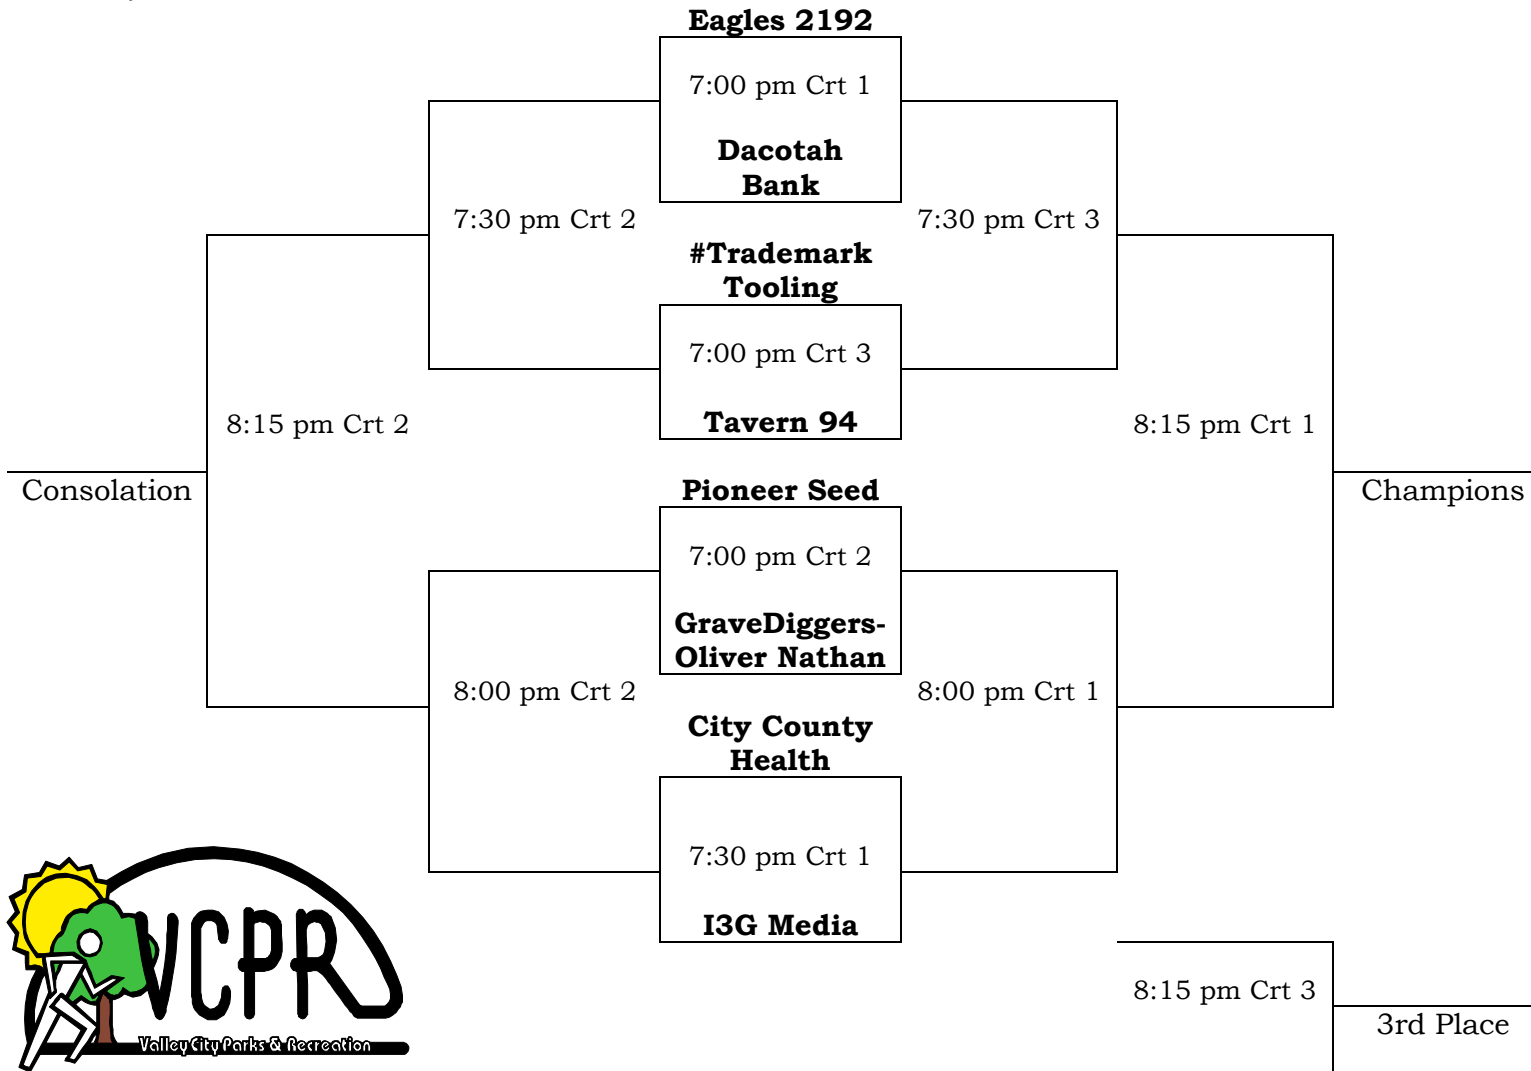 Eagles 2192
7:00 pm Crt 1
Dacotah
Bank
7:30 pm Crt 2
7:30 pm Crt 3
#Trademark
Tooling
7:00 pm Crt 3
Tavern 94
8:15 pm Crt 2
8:15 pm Crt 1
Consolation
Champions
Pioneer Seed
7:00 pm Crt 2
GraveDiggers-
Oliver Nathan
8:00 pm Crt 2
8:00 pm Crt 1
City County
Health
7:30 pm Crt 1
I3G Media
8:15 pm Crt 3
3rd Place
VCPR
Valley City Parks & Recreation